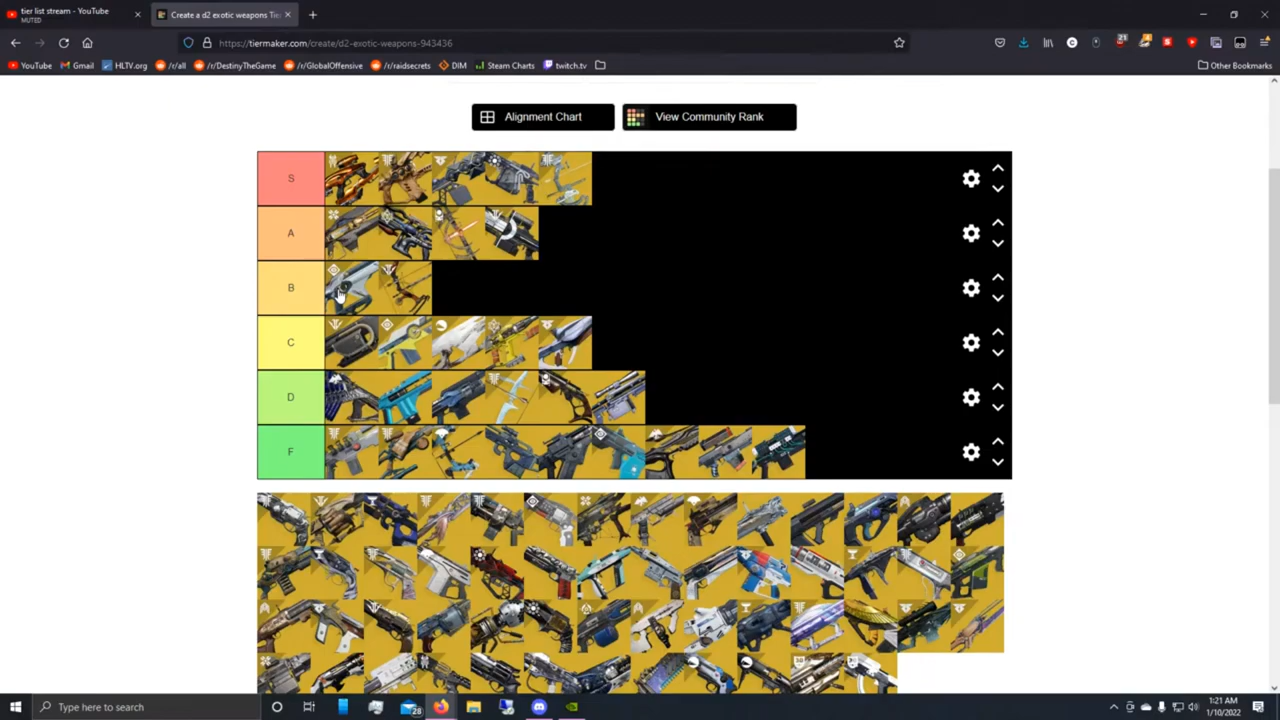 tier list stream - YouTube
MUTED
Create a d2 exotic weapons Tie
https://tiermaker.com/create/d2-exotic-weapons-943436
YouTube
Gmail
HLTV.org
/r/all
/r/DestinyTheGame
/r/GlobalOffensive
/r/raidsecrets
DIM
Steam Charts
twitch.tv
Other Bookmarks
21
Alignment Chart
View Community Rank
S
A
B
C
D
F
Type here to search
28
1:21 AM
1/10/2022